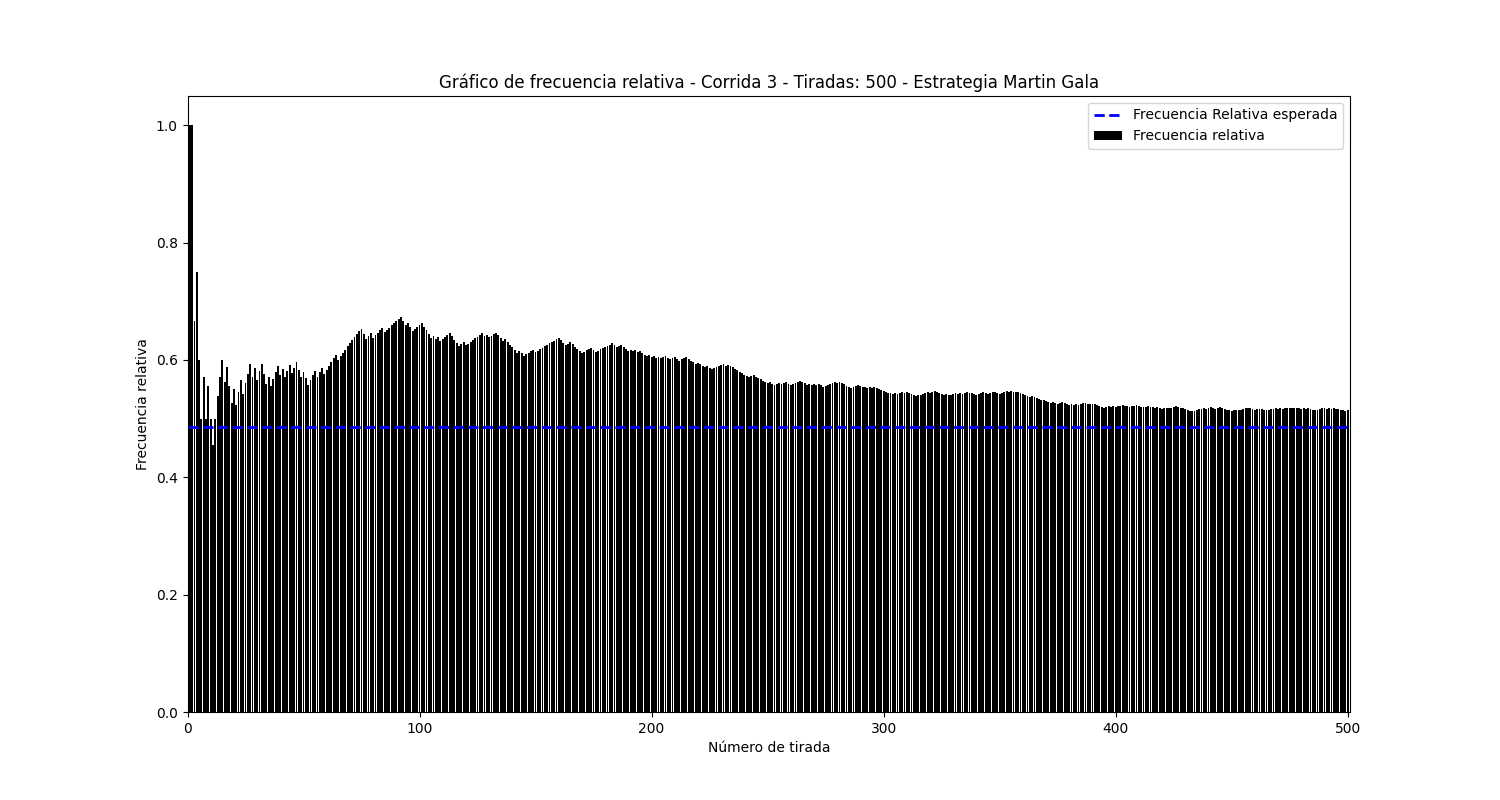 Gráfico de frecuencia relativa - Corrida 3 - Tiradas: 500 - Estrategia Martin Gala
Frecuencia Relativa esperada
Frecuencia relativa
1.0
0.8
0.6
0.4
0.2
0.0
Frecuencia relativa
0 100 200 300 400 500
Número de tirada